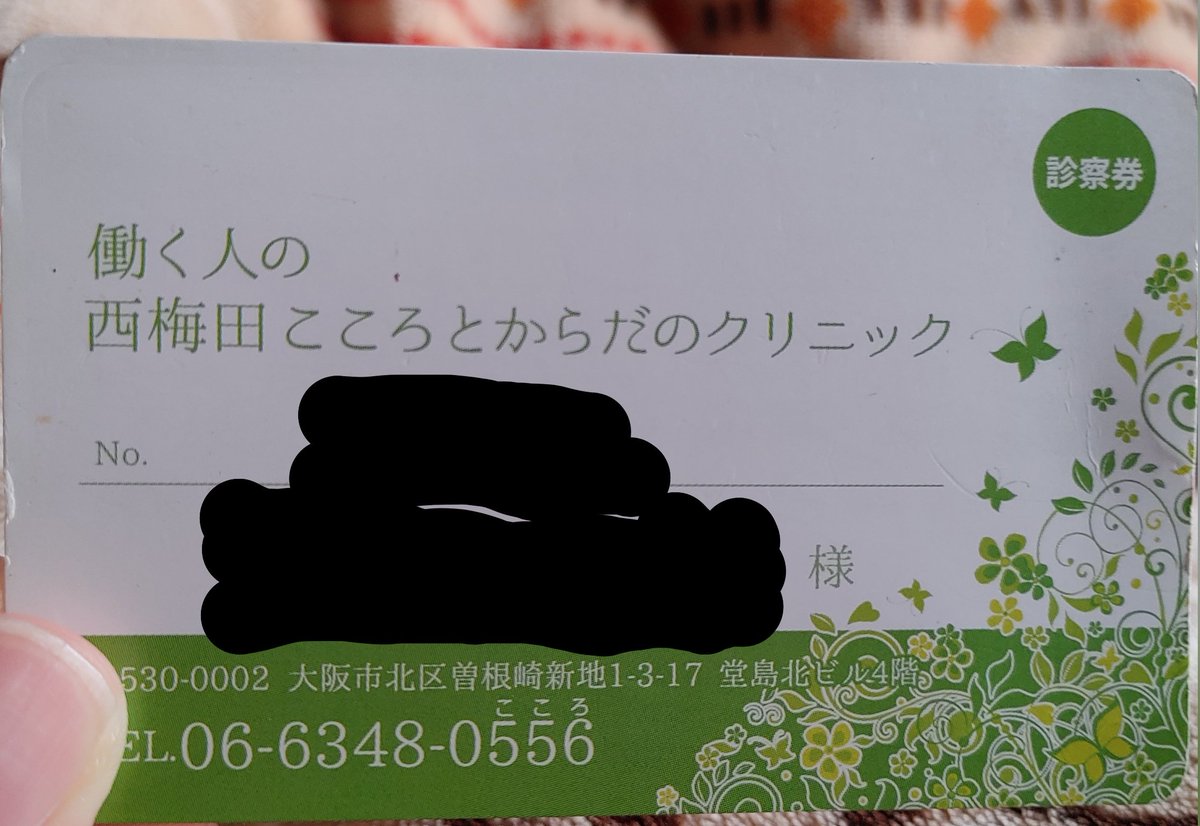 診察券
働く人の
西梅田こころとからだのクリニック
No.
様
530-0002 大阪市北区曽根崎新地1-3-17 堂島北ビル4階
こころ
EL.06-6348-0556